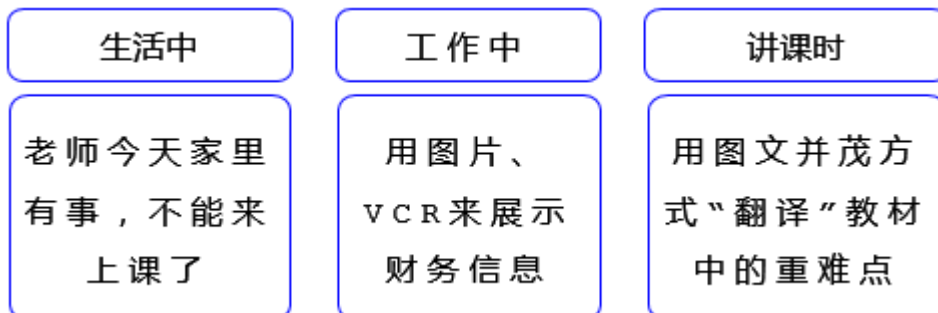 生活中
老师今天家里
有事，不能来
上课了
工作中
用图片、
VCR来展示
财务信息
讲课时
用图文并茂方
式“翻译”教材
中的重难点